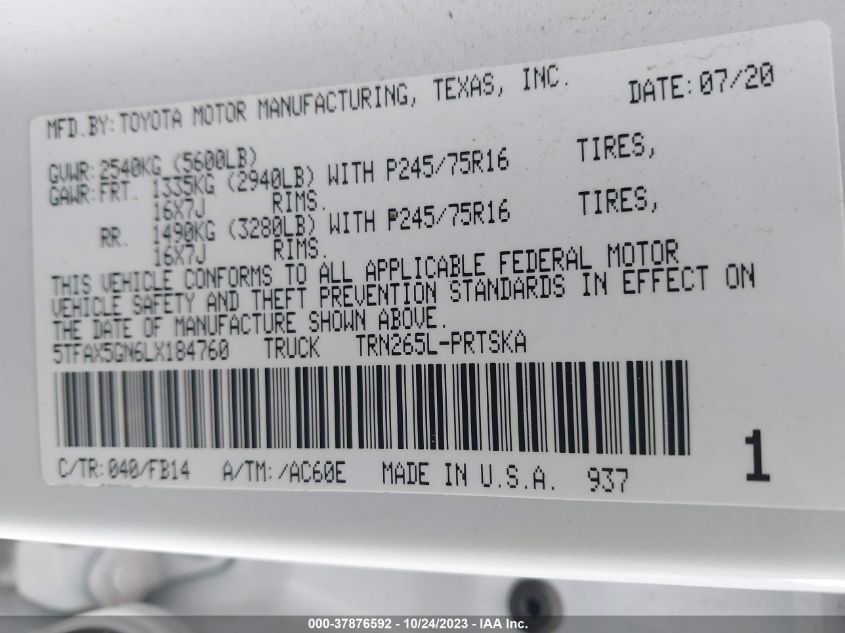 MFD.BY:TOYOTA MOTOR MANUFACTURING, TEXAS, INC. DATE:07/20
GVWR:2540KG (5600LB)
GAWR:FRT. 1335KG (2940LB) WITH P245/75R16 TIRES,
16X7J RIMS.
RR. 1490KG (3280LB) WITH P245/75R16 TIRES,
16X7J RIMS.
THIS VEHICLE CONFORMS TO ALL APPLICABLE FEDERAL MOTOR
VEHICLE SAFETY AND THEFT PREVENTION STANDARDS IN EFFECT ON
THE DATE OF MANUFACTURE SHOWN ABOVE.
5TFAX5GN6LX184760 TRUCK TRN265L-PRTSKA
C/TR:040/FB14 A/TM:/AC60E MADE IN U.S.A. 937 1
000-37876592 - 10/24/2023 - IAA Inc.